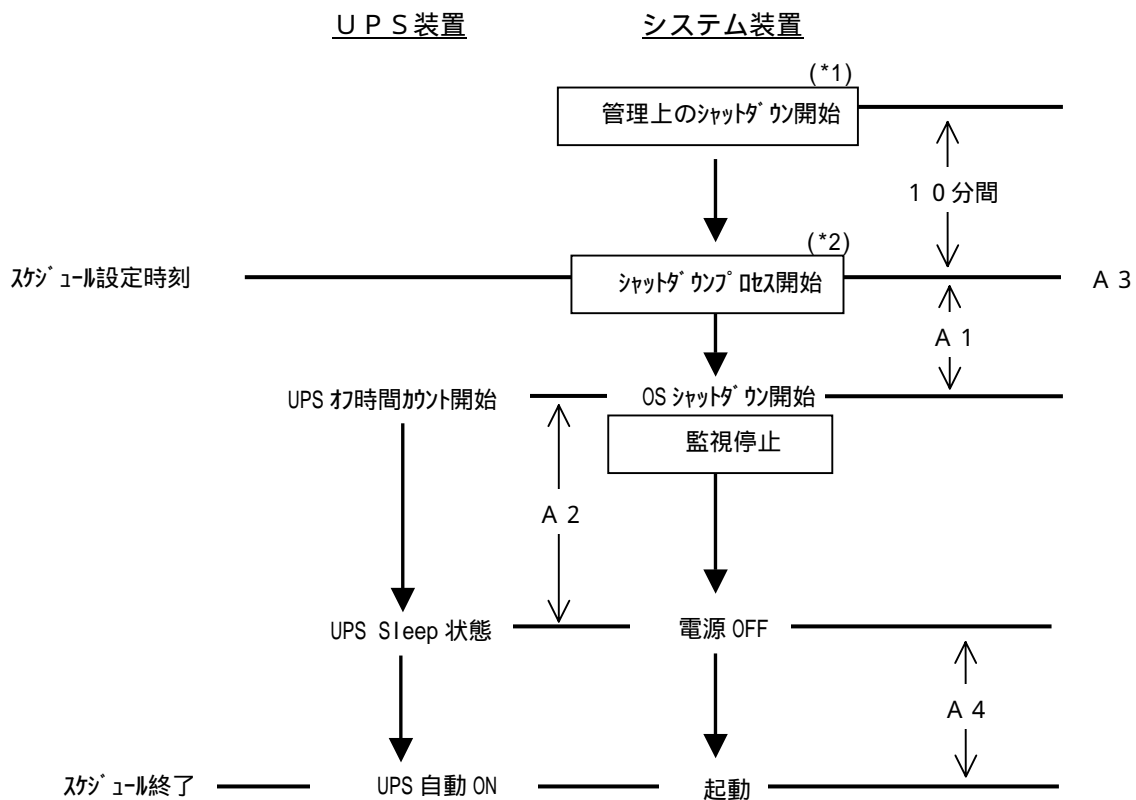 ＵＰＳ装置
システム装置
(*1)
管理上のｼｬｯﾄﾀﾞｳﾝ開始
１０分間
(*2)
ｽｹｼﾞｭｰﾙ設定時刻
ｼｬｯﾄﾀﾞｳﾝﾌﾟﾛｾｽ開始
Ａ３
Ａ１
UPS ｵﾌ時間ｶｳﾝﾄ開始
OS ｼｬｯﾄﾀﾞｳﾝ開始
監視停止
Ａ２
UPS Sleep 状態
電源 OFF
Ａ４
ｽｹｼﾞｭｰﾙ終了
UPS 自動 ON
起動